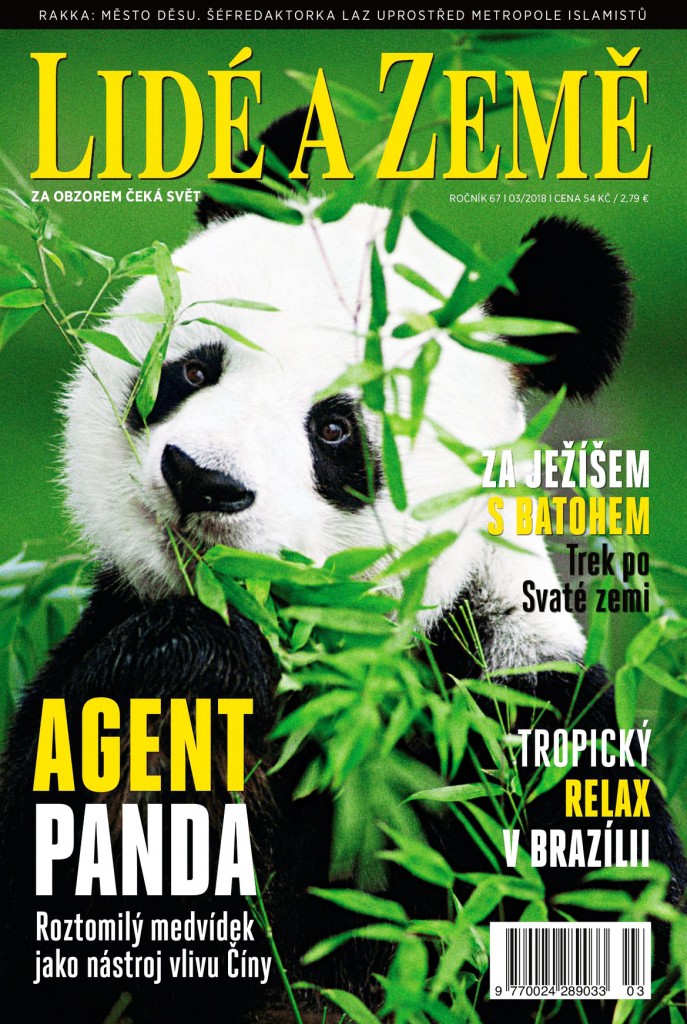 RAKKA: MĚSTO DĚSU. ŠÉFREDAKTORKA LAZ UPROSTŘED METROPOLE ISLAMISTŮ
LIDÉ A ZEMĚ
ZA OBZOREM ČEKÁ SVĚT
ROČNÍK 67 I 03/2018 I CENA 54 KČ / 2,79 €
ZA JEŽÍŠEM
S BATOHEM
Trek po
Svaté zemi
AGENT
PANDA
Roztomilý medvídek
jako nástroj vlivu Číny
TROPICKÝ
RELAX
V BRAZÍLII
9 770024 289033 03